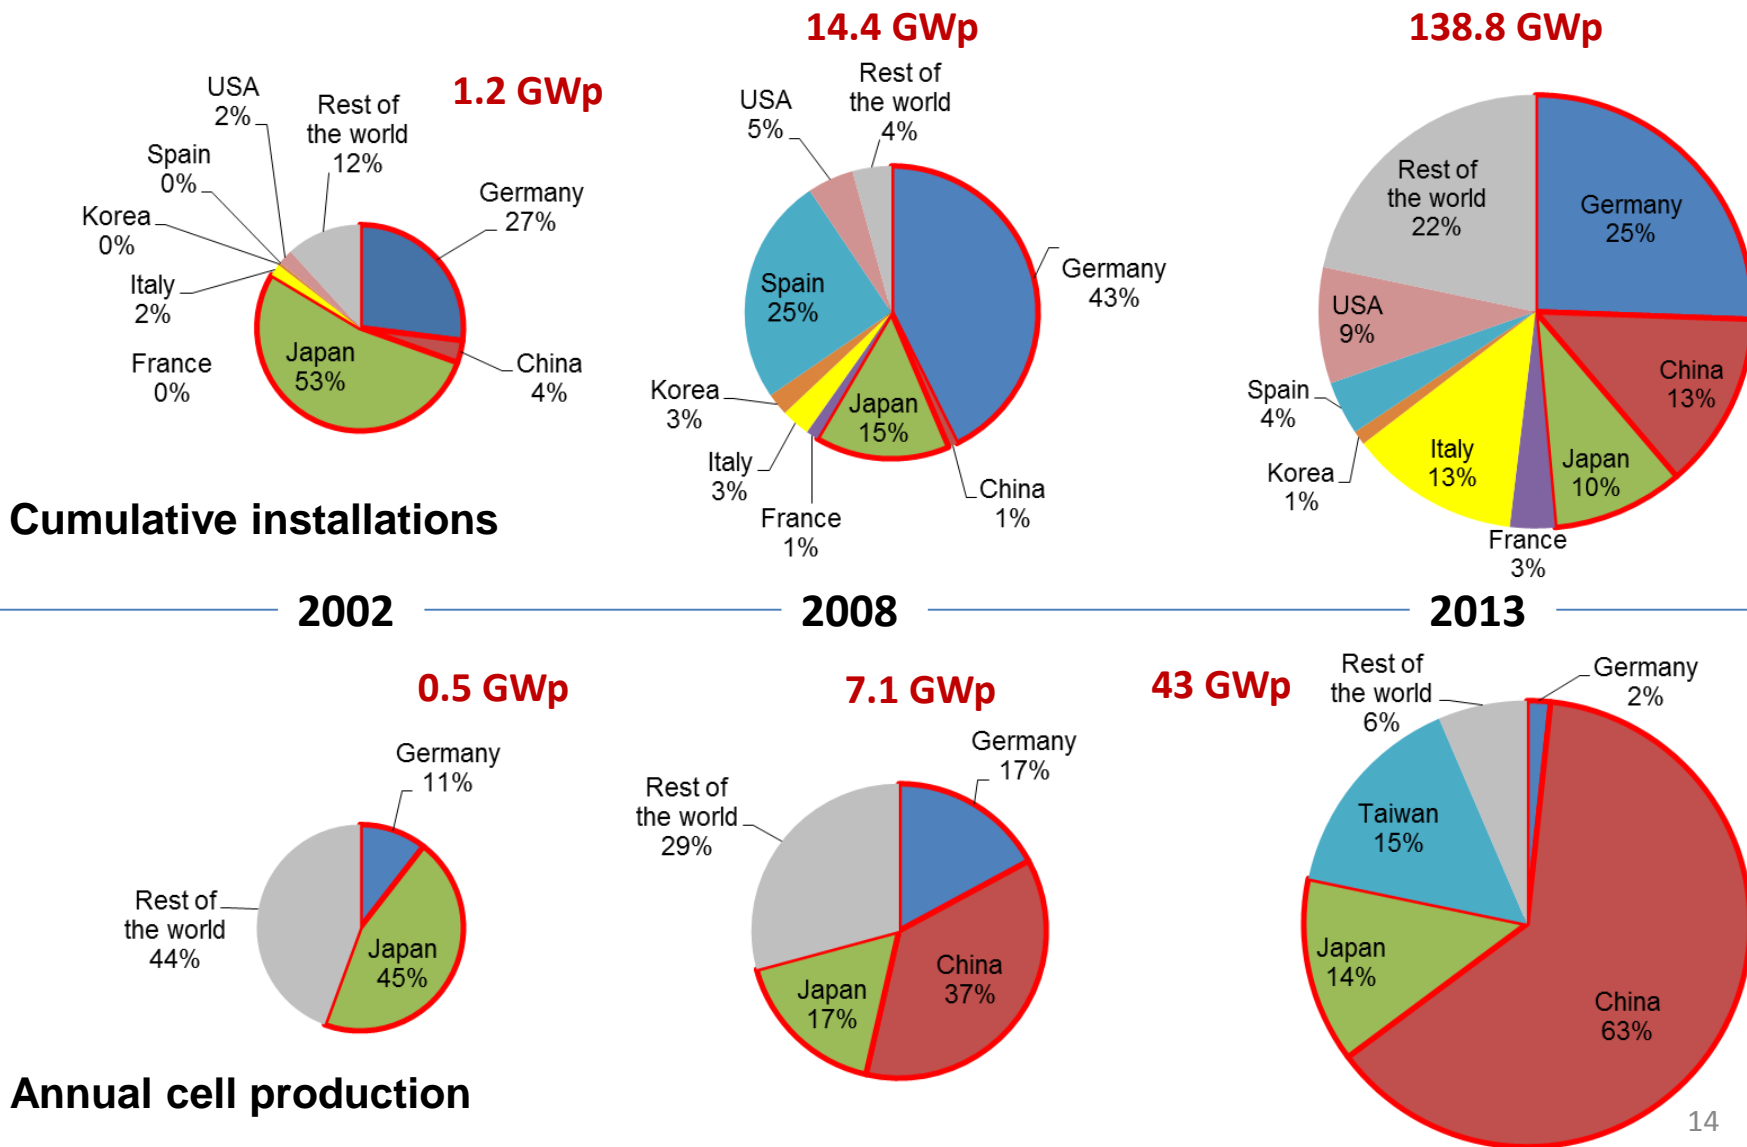 1.2 GWp
USA
2%
Rest of
the world
12%
Spain
0%
Korea
0%
Italy
2%
France
0%
Germany
27%
Japan
53%
China
4%
14.4 GWp
Rest of
the world
4%
USA
5%
Spain
25%
Germany
43%
Korea
3%
Japan
15%
Italy
3%
France
1%
China
1%
138.8 GWp
Rest of
the world
22%
Germany
25%
USA
9%
China
13%
Spain
4%
Italy
13%
Japan
10%
Korea
1%
France
3%
Cumulative installations
2002
2008
2013
0.5 GWp
Germany
11%
Rest of
the world
44%
Japan
45%
7.1 GWp
Germany
17%
Rest of
the world
29%
China
37%
Japan
17%
43 GWp
Rest of
the world
6%
Germany
2%
Taiwan
15%
Japan
14%
China
63%
Annual cell production
14